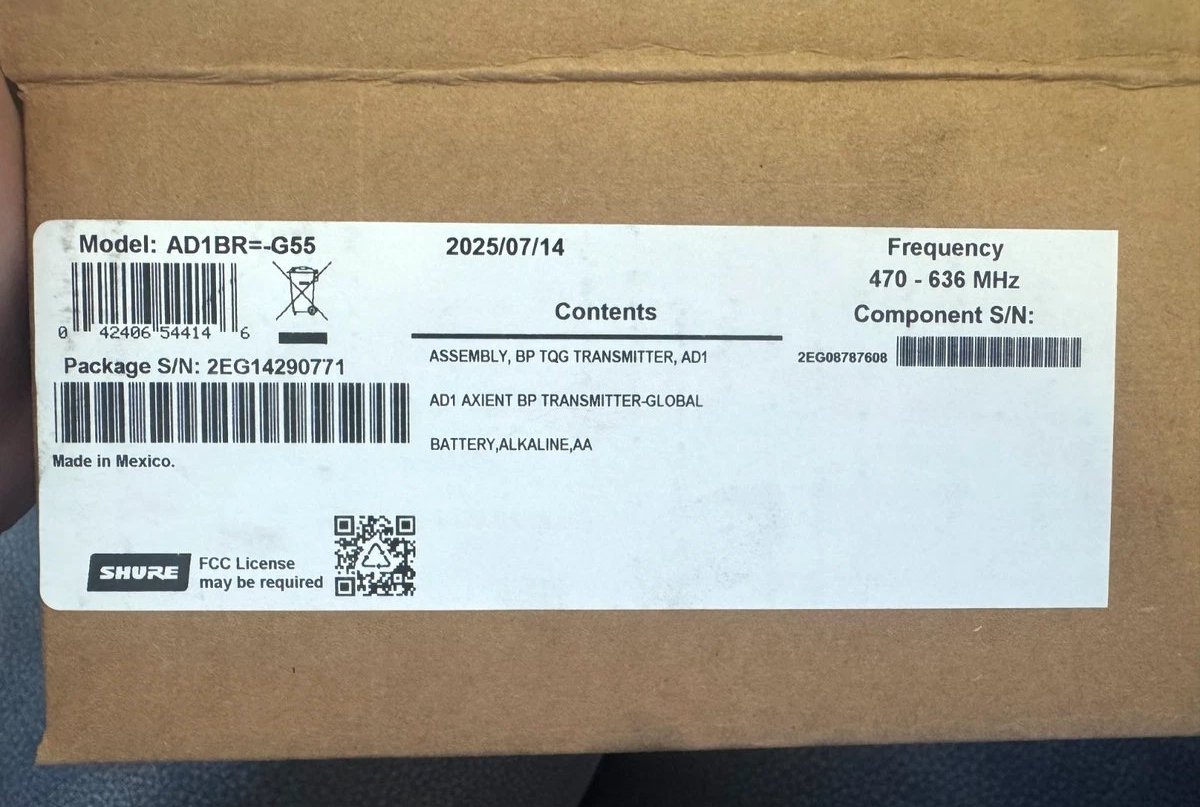 Model: AD1BR=-G55
0 42406 54414 6
Package S/N: 2EG14290771
Made in Mexico.
SHURE
FCC License
may be required
2025/07/14
Contents
ASSEMBLY, BP TQG TRANSMITTER, AD1
AD1 AXIENT BP TRANSMITTER-GLOBAL
BATTERY,ALKALINE,AA
Frequency
470 - 636 MHz
Component S/N:
2EG08787608